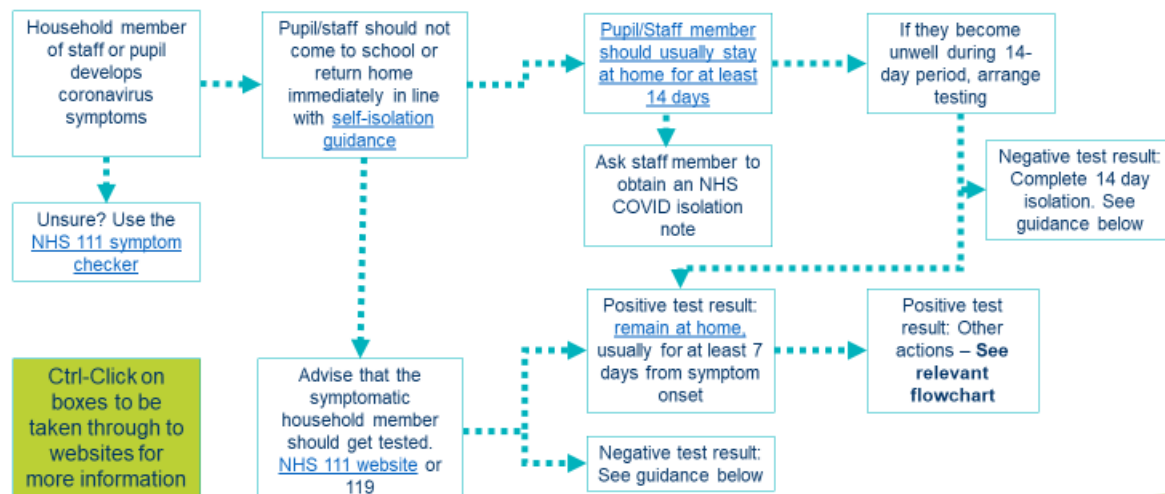 Household member
of staff or pupil
develops
coronavirus
symptoms
Pupil/staff should not
come to school or
return home
immediately in line
with self-isolation
guidance
Pupil/Staff member
should usually stay
at home for at least
14 days
If they become
unwell during 14-
day period, arrange
testing
Unsure? Use the
NHS 111 symptom
checker
Ask staff member to
obtain an NHS
COVID isolation
note
Negative test result:
Complete 14 day
isolation. See
guidance below
Ctrl-Click on
boxes to be
taken through to
websites for
more information
Advise that the
symptomatic
household member
should get tested.
NHS 111 website or
119
Positive test result:
remain at home,
usually for at least 7
days from symptom
onset
Positive test
result: Other
actions – See
relevant
flowchart
Negative test result:
See guidance below